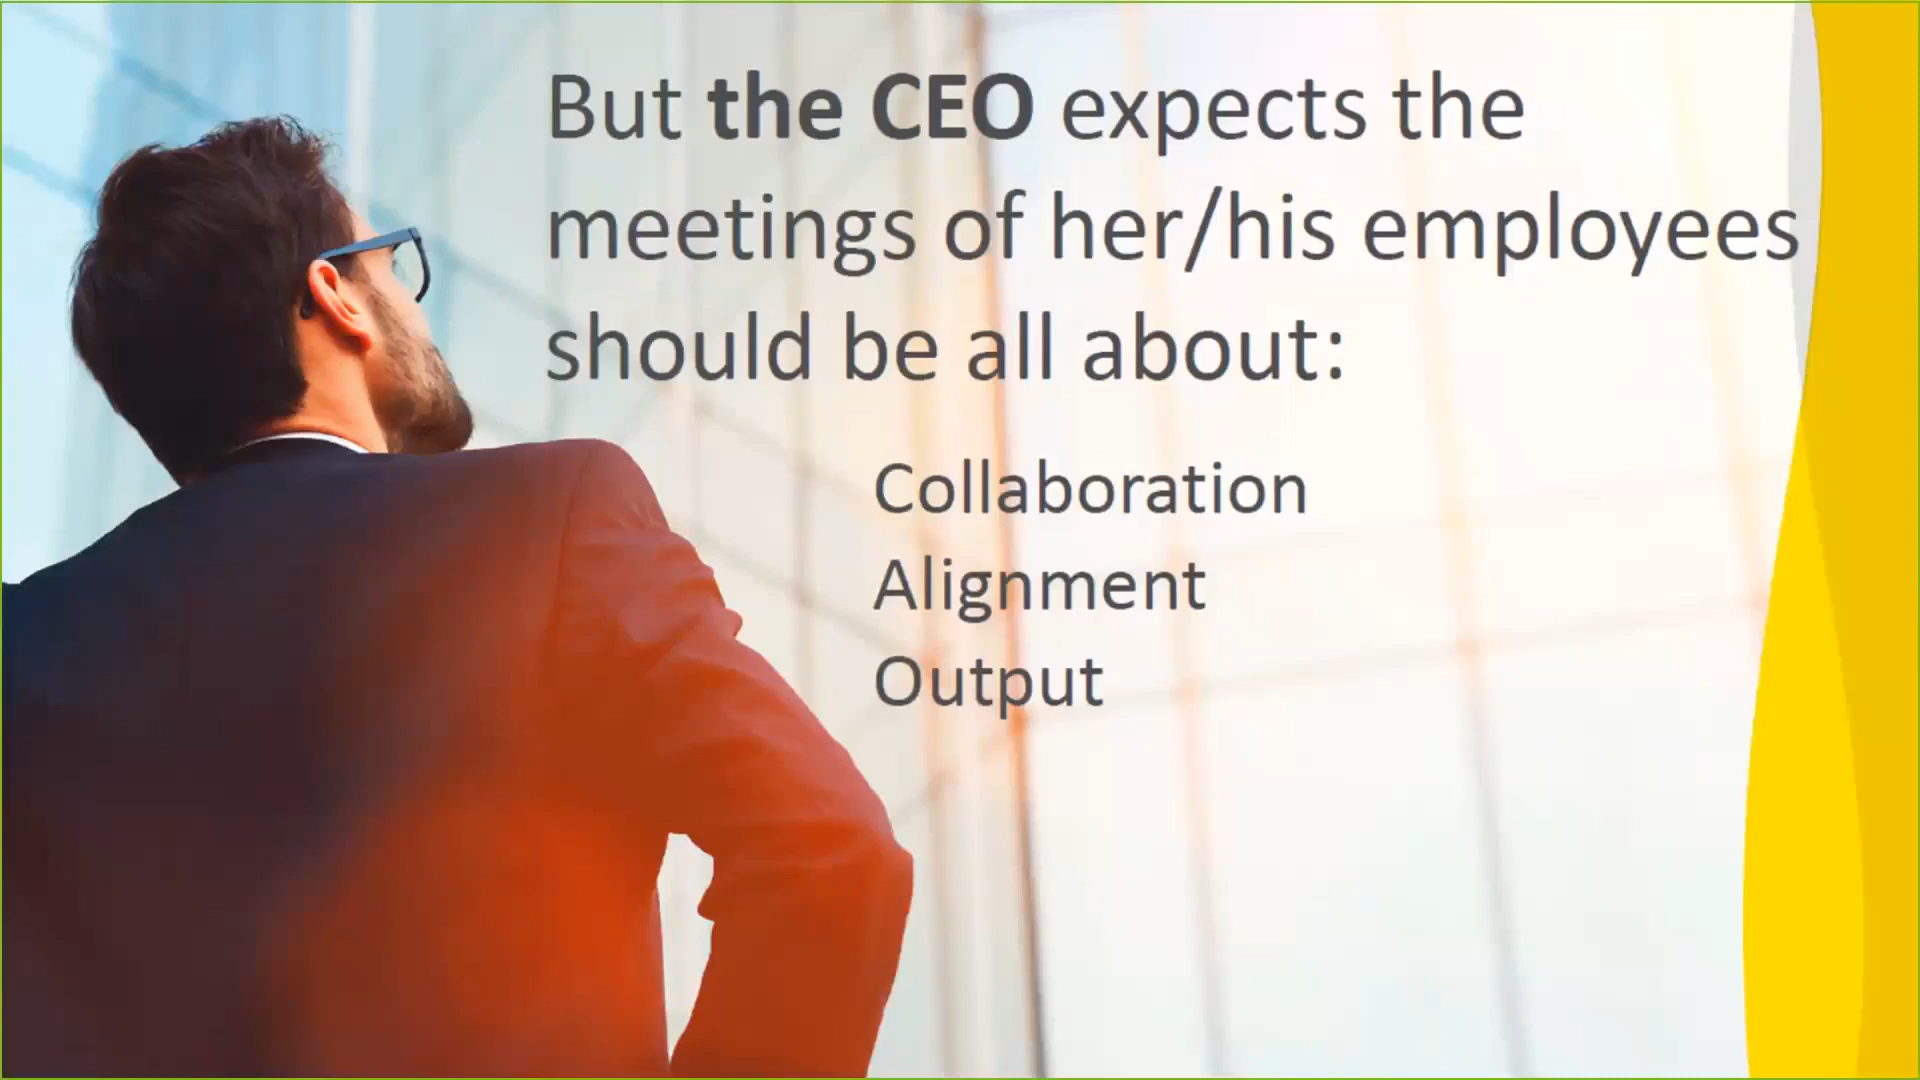 But the CEO expects the
meetings of her/his employees
should be all about:
Collaboration
Alignment
Output